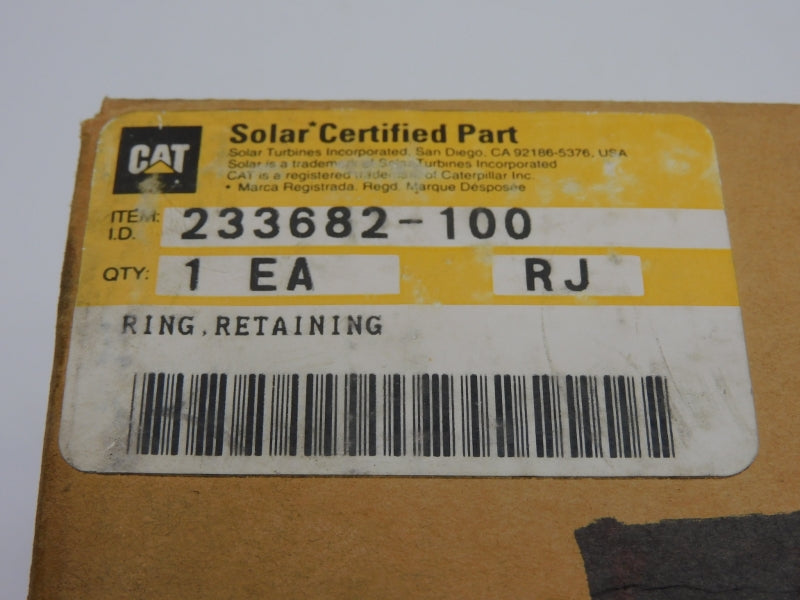 CAT
Solar* Certified Part
Solar Turbines Incorporated, San Diego, CA 92186-5376, USA
Solar is a trademark of Solar Turbines Incorporated
CAT is a registered trademark of Caterpillar Inc.
* Marca Registrada. Regd. Marque Désposée
ITEM I.D. 233682-100
QTY: 1 EA RJ
RING,RETAINING